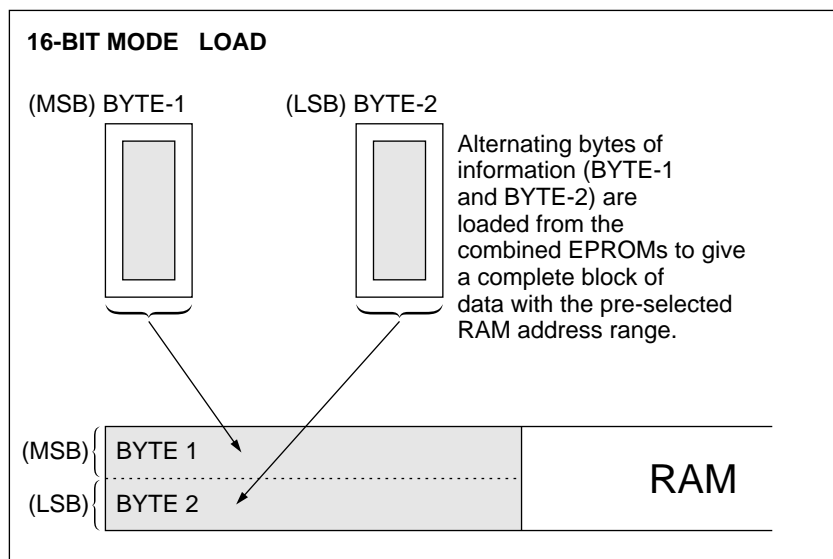 16-BIT MODE LOAD
(MSB) BYTE-1
(LSB) BYTE-2
Alternating bytes of
information (BYTE-1
and BYTE-2) are
loaded from the
combined EPROMs to give
a complete block of
data with the pre-selected
RAM address range.
(MSB)
BYTE 1
(LSB)
BYTE 2
RAM